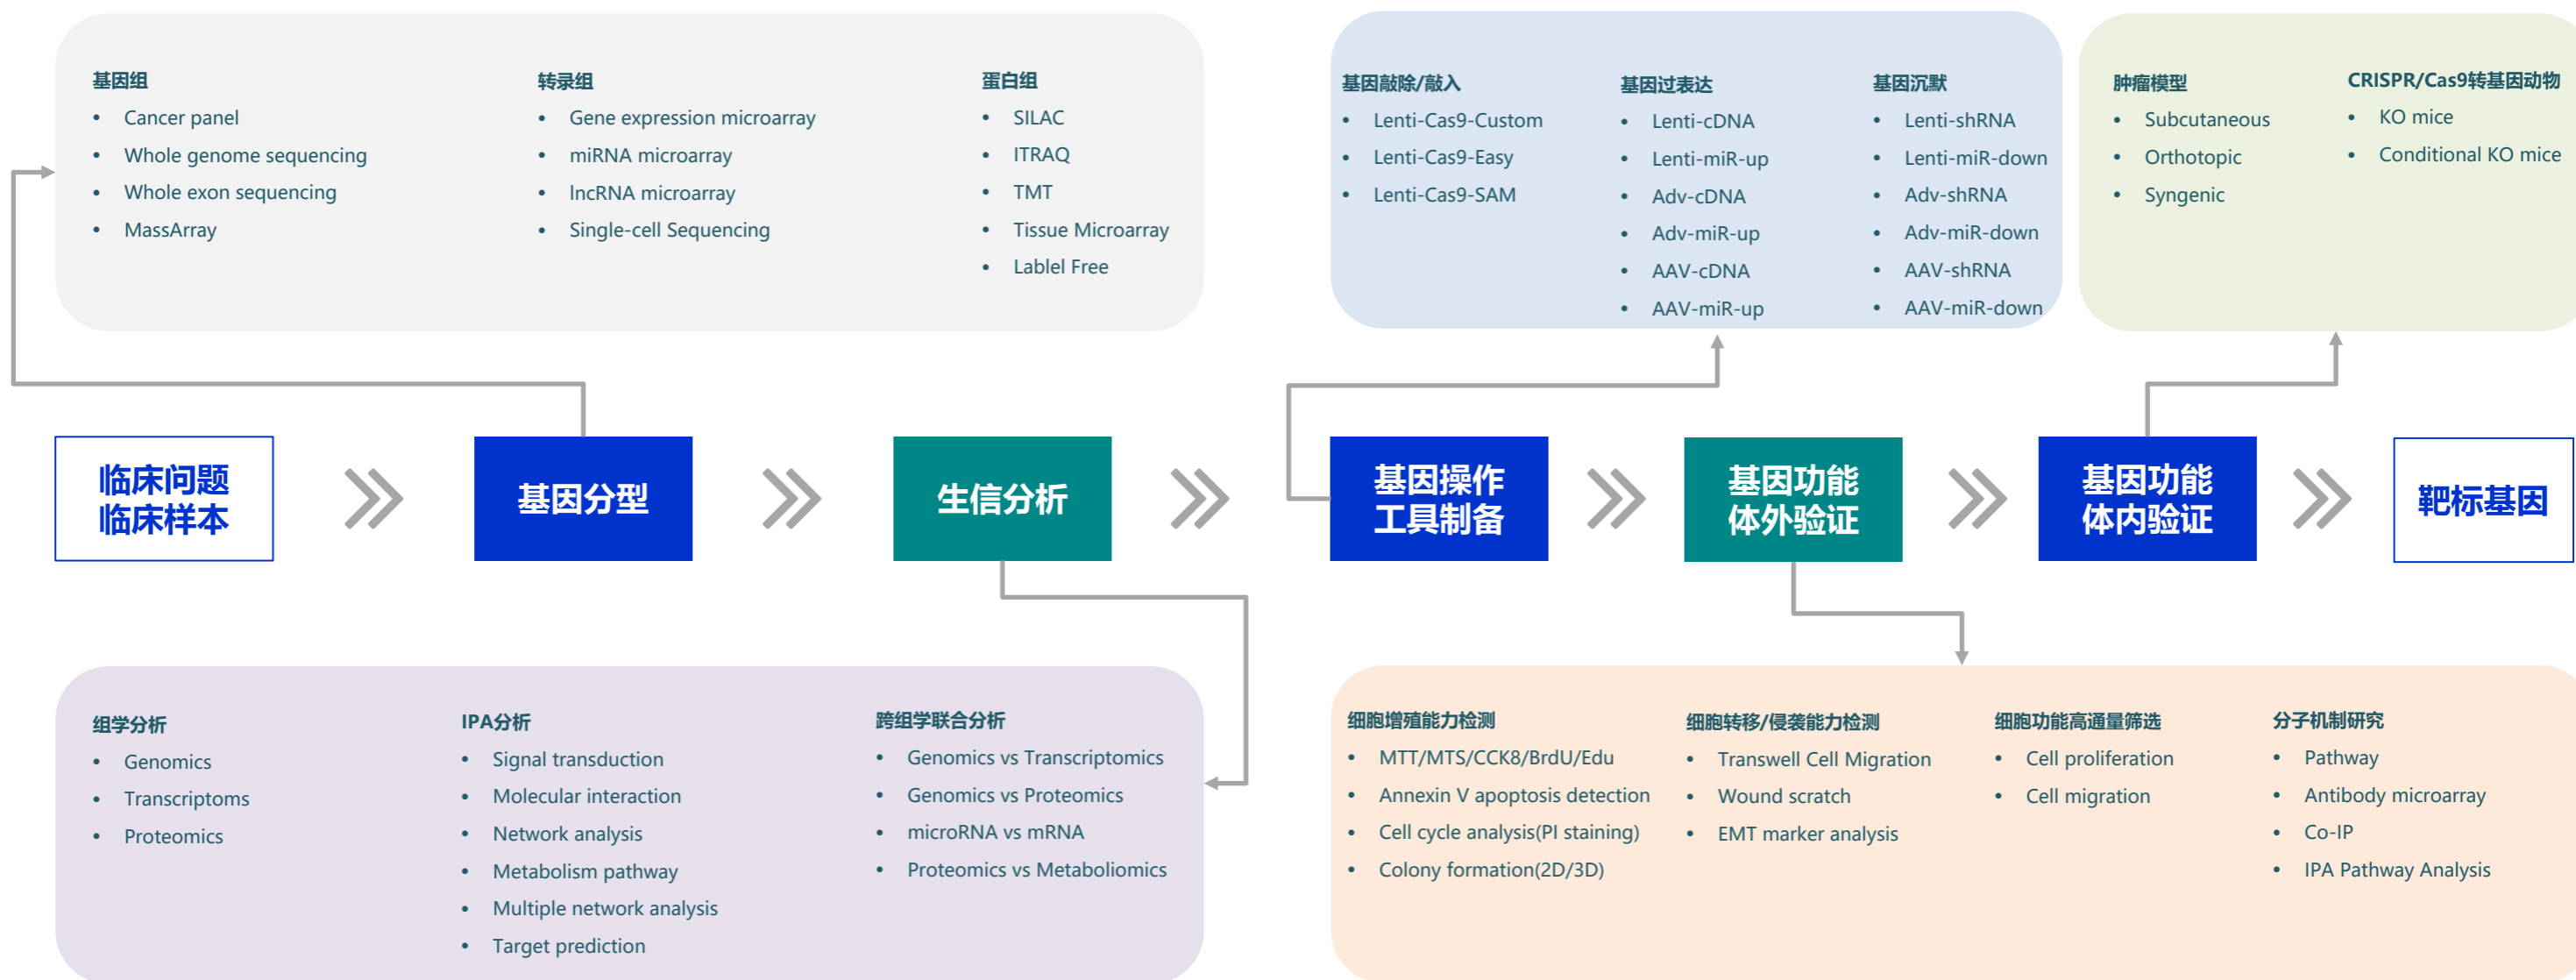 基因组
• Cancer panel
• Whole genome sequencing
• Whole exon sequencing
• MassArray
转录组
• Gene expression microarray
• miRNA microarray
• lncRNA microarray
• Single-cell Sequencing
蛋白组
• SILAC
• ITRAQ
• TMT
• Tissue Microarray
• Lablel Free
基因敲除/敲入
• Lenti-Cas9-Custom
• Lenti-Cas9-Easy
• Lenti-Cas9-SAM
基因过表达
• Lenti-cDNA
• Lenti-miR-up
• Adv-cDNA
• Adv-miR-up
• AAV-cDNA
• AAV-miR-up
基因沉默
• Lenti-shRNA
• Lenti-miR-down
• Adv-shRNA
• Adv-miR-down
• AAV-shRNA
• AAV-miR-down
肿瘤模型
• Subcutaneous
• Orthotopic
• Syngenic
CRISPR/Cas9转基因动物
• KO mice
• Conditional KO mice
临床问题
临床样本
基因分型
生信分析
基因操作
工具制备
基因功能
体外验证
基因功能
体内验证
靶标基因
组学分析
• Genomics
• Transcriptoms
• Proteomics
IPA分析
• Signal transduction
• Molecular interaction
• Network analysis
• Metabolism pathway
• Multiple network analysis
• Target prediction
跨组学联合分析
• Genomics vs Transcriptomics
• Genomics vs Proteomics
• microRNA vs mRNA
• Proteomics vs Metaboliomics
细胞增殖能力检测
• MTT/MTS/CCK8/BrdU/Edu
• Annexin V apoptosis detection
• Cell cycle analysis(PI staining)
• Colony formation(2D/3D)
细胞转移/侵袭能力检测
• Transwell Cell Migration
• Wound scratch
• EMT marker analysis
细胞功能高通量筛选
• Cell proliferation
• Cell migration
分子机制研究
• Pathway
• Antibody microarray
• Co-IP
• IPA Pathway Analysis